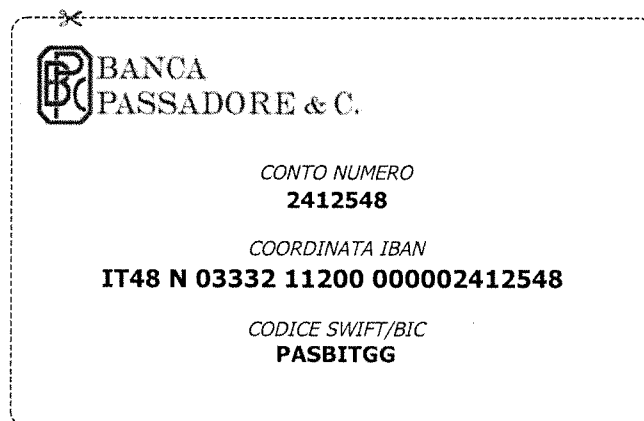 BANCA
PASSADORE & C.
CONTO NUMERO
2412548
COORDINATA IBAN
IT48 N 03332 11200 000002412548
CODICE SWIFT/BIC
PASBITGG